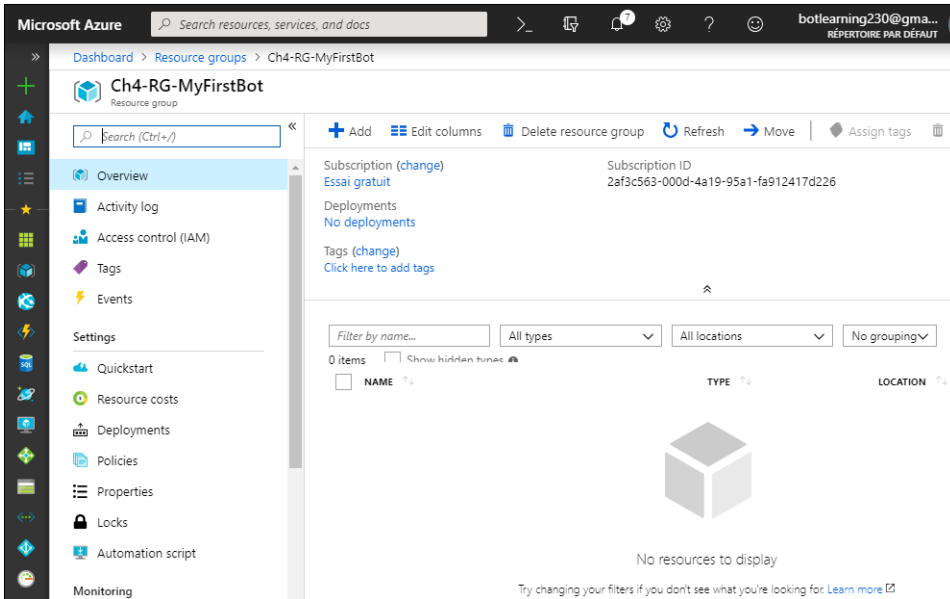 Microsoft Azure
Search resources, services, and docs
7
botlearning230@gma...
RÉPERTOIRE PAR DÉFAUT
Dashboard > Resource groups > Ch4-RG-MyFirstBot
Ch4-RG-MyFirstBot
Resource group
Search (Ctrl+/)
Overview
Activity log
Access control (IAM)
Tags
Events
Settings
Quickstart
Resource costs
Deployments
Policies
Properties
Locks
Automation script
Monitoring
Add Edit columns Delete resource group Refresh Move Assign tags
Subscription (change)
Essai gratuit
Subscription ID
2af3c563-000d-4a19-95a1-fa912417d226
Deployments
No deployments
Tags (change)
Click here to add tags
Filter by name... All types All locations No grouping
0 items Show hidden types
NAME TYPE LOCATION
No resources to display
Try changing your filters if you don't see what you're looking for. Learn more
SQL